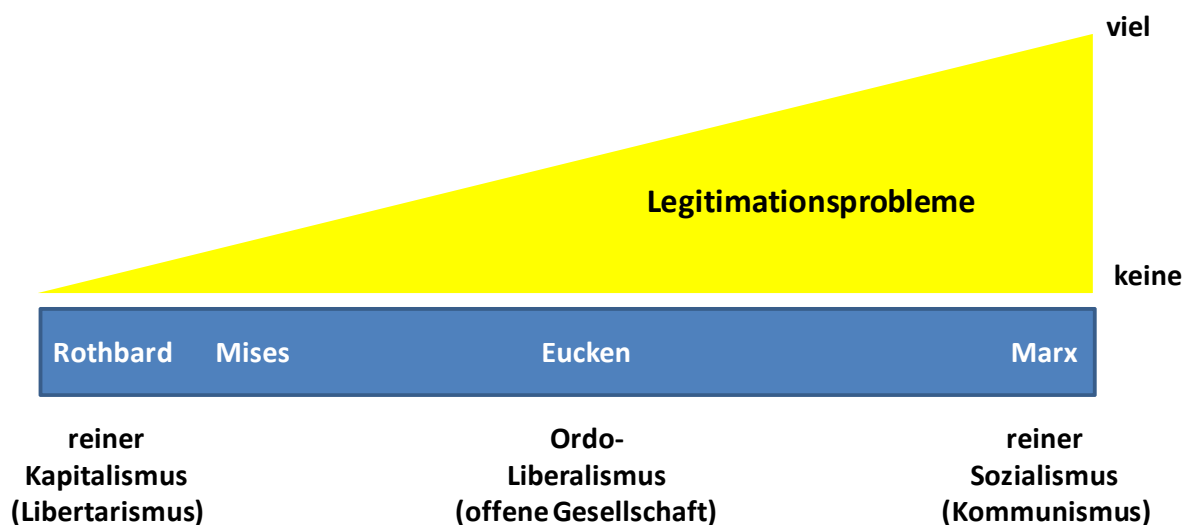 viel
Legitimationsprobleme
keine
Rothbard Mises Eucken Marx
reiner
Kapitalismus
(Libertarismus)
Ordo-
Liberalismus
(offene Gesellschaft)
reiner
Sozialismus
(Kommunismus)